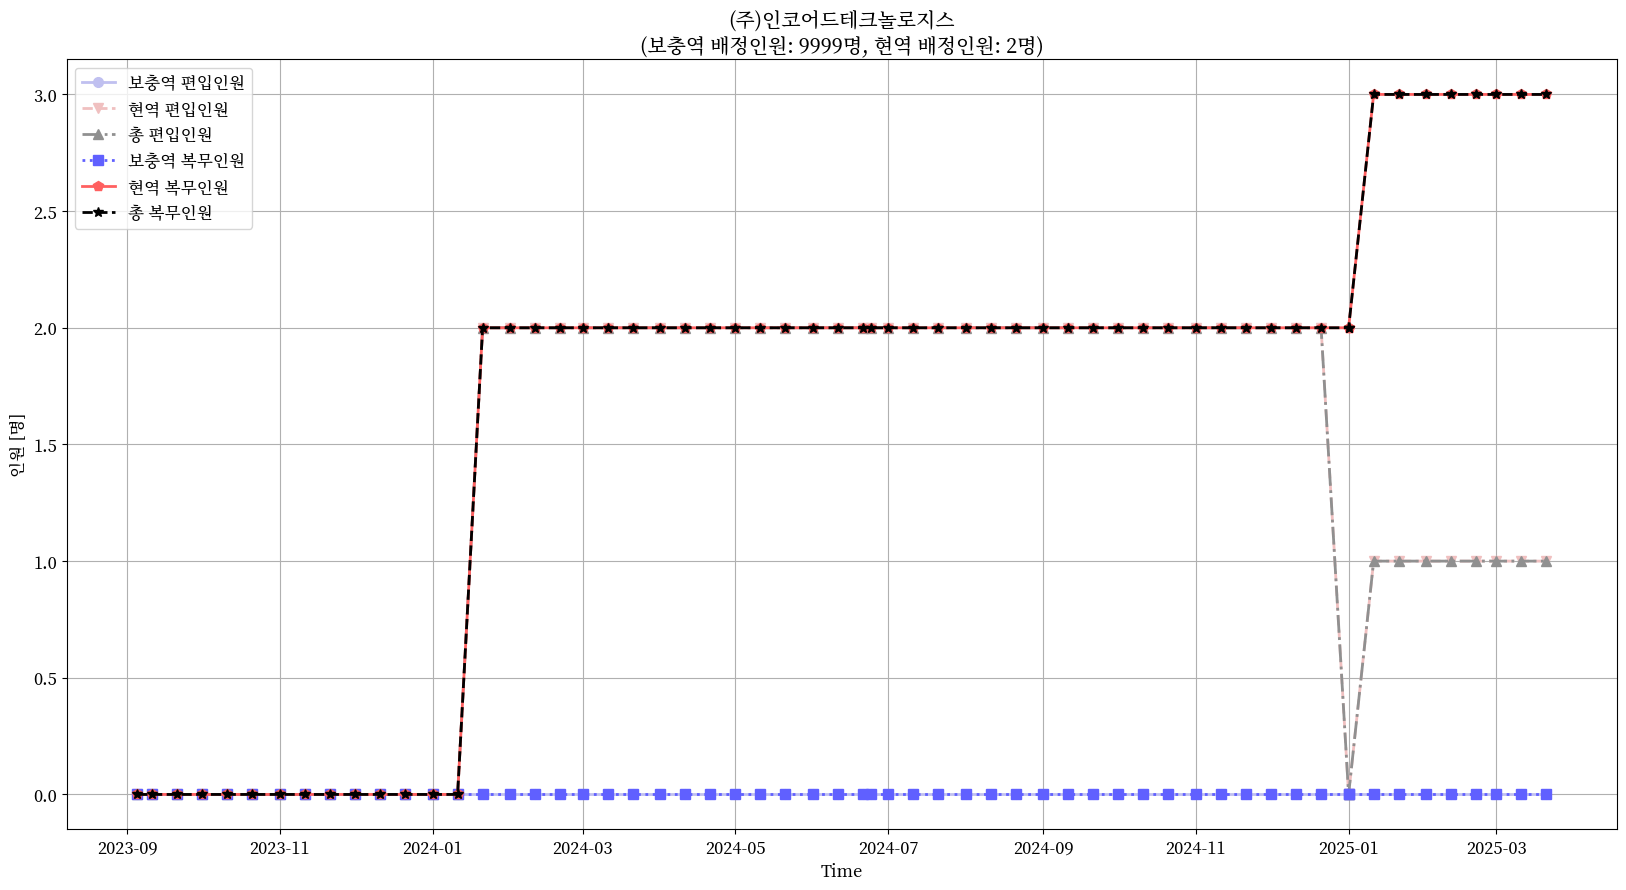 (주)인코어드테크놀로지스
(보충역 배정인원: 9999명, 현역 배정인원: 2명)
보충역 편입인원
현역 편입인원
총 편입인원
보충역 복무인원
현역 복무인원
총 복무인원
3.0
2.5
2.0
1.5
1.0
0.5
0.0
인원 [명]
2023-09 2023-11 2024-01 2024-03 2024-05 2024-07 2024-09 2024-11 2025-01 2025-03
Time